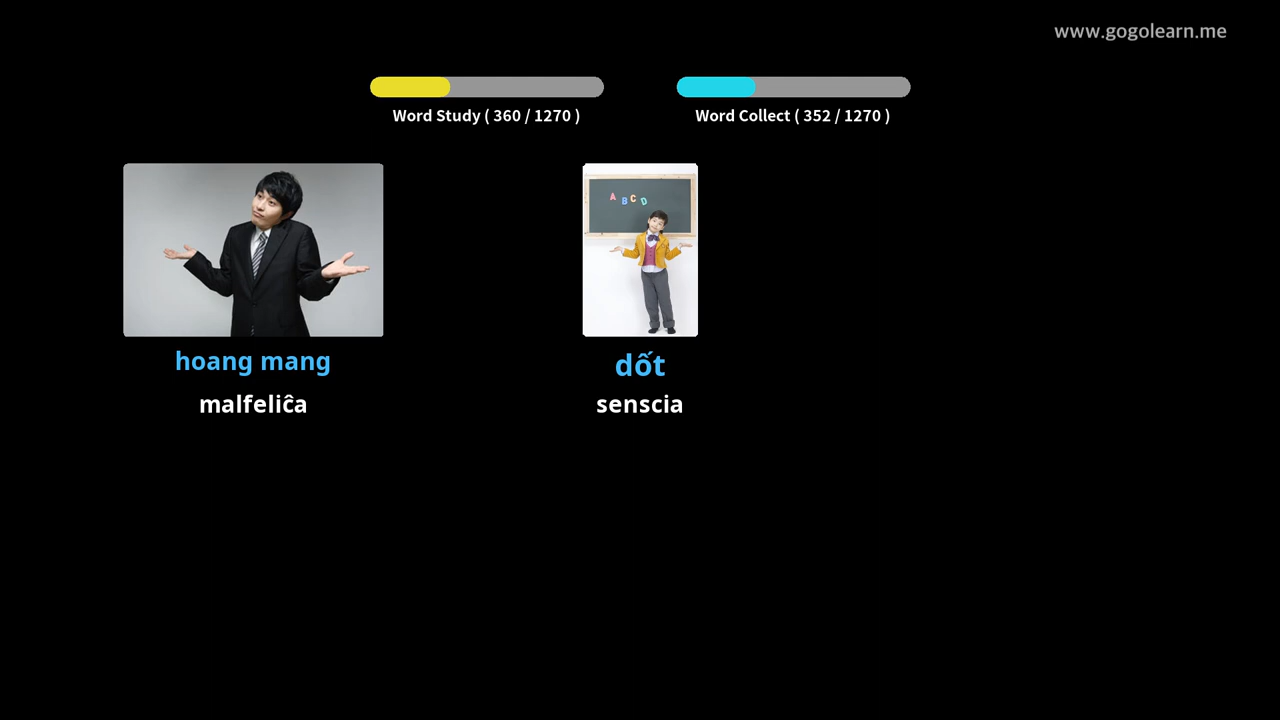 www.gogolearn.me
Word Study ( 360 / 1270 )
Word Collect ( 352 / 1270 )
A B C D
hoang mang
dốt
malfeliĉa
senscia